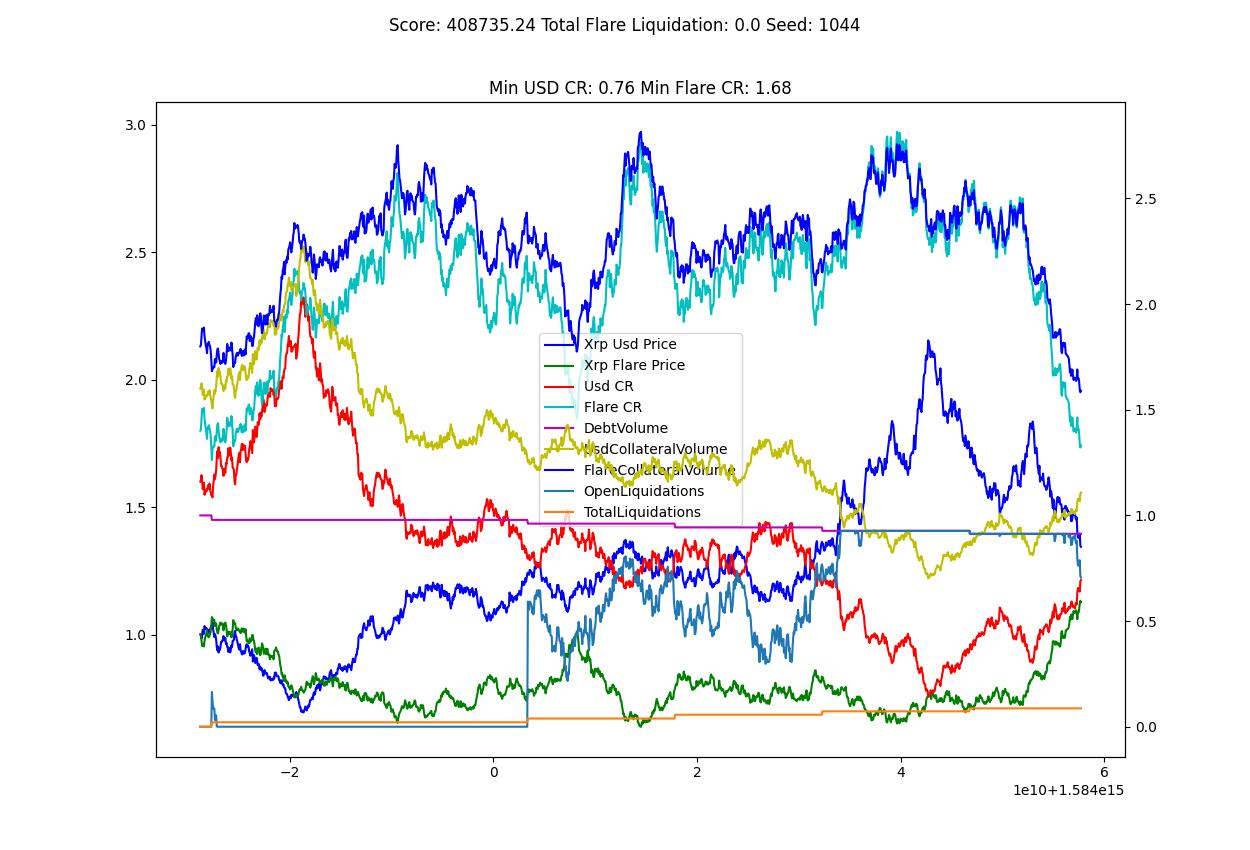 Score: 408735.24 Total Flare Liquidation: 0.0 Seed: 1044
Min USD CR: 0.76 Min Flare CR: 1.68
3.0
2.5
2.0
1.5
1.0
2.5
2.0
1.5
1.0
0.5
0.0
Xrp Usd Price
Xrp Flare Price
Usd CR
Flare CR
DebtVolume
UsdCollateralVolume
FlareCollateralVolume
OpenLiquidations
TotalLiquidations
−2 0 2 4 6
1e10+1.584e15